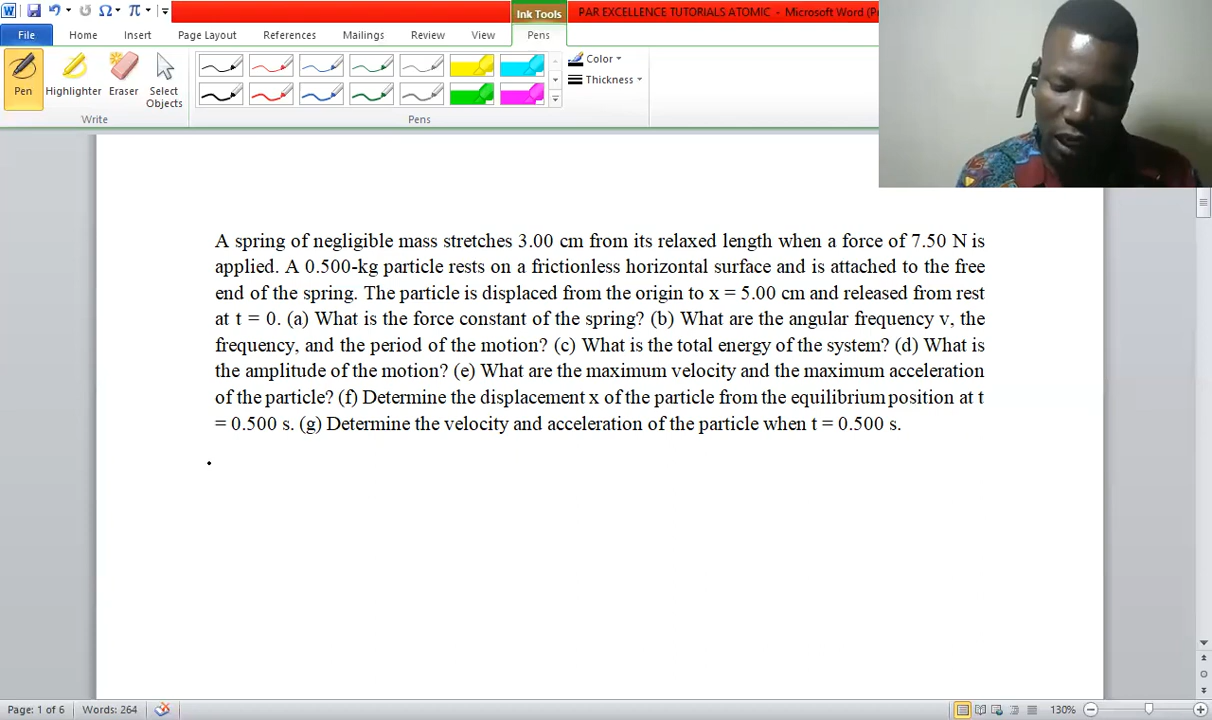 Ink Tools
PAR EXCELLENCE TUTORIALS ATOMIC - Microsoft Word (P
File Home Insert Page Layout References Mailings Review View Pens
Pen Highlighter Eraser Select Objects
Color
Thickness
Write Pens
A spring of negligible mass stretches 3.00 cm from its relaxed length when a force of 7.50 N is
applied. A 0.500-kg particle rests on a frictionless horizontal surface and is attached to the free
end of the spring. The particle is displaced from the origin to x = 5.00 cm and released from rest
at t = 0. (a) What is the force constant of the spring? (b) What are the angular frequency v, the
frequency, and the period of the motion? (c) What is the total energy of the system? (d) What is
the amplitude of the motion? (e) What are the maximum velocity and the maximum acceleration
of the particle? (f) Determine the displacement x of the particle from the equilibrium position at t
= 0.500 s. (g) Determine the velocity and acceleration of the particle when t = 0.500 s.
Page: 1 of 6 Words: 264 130%